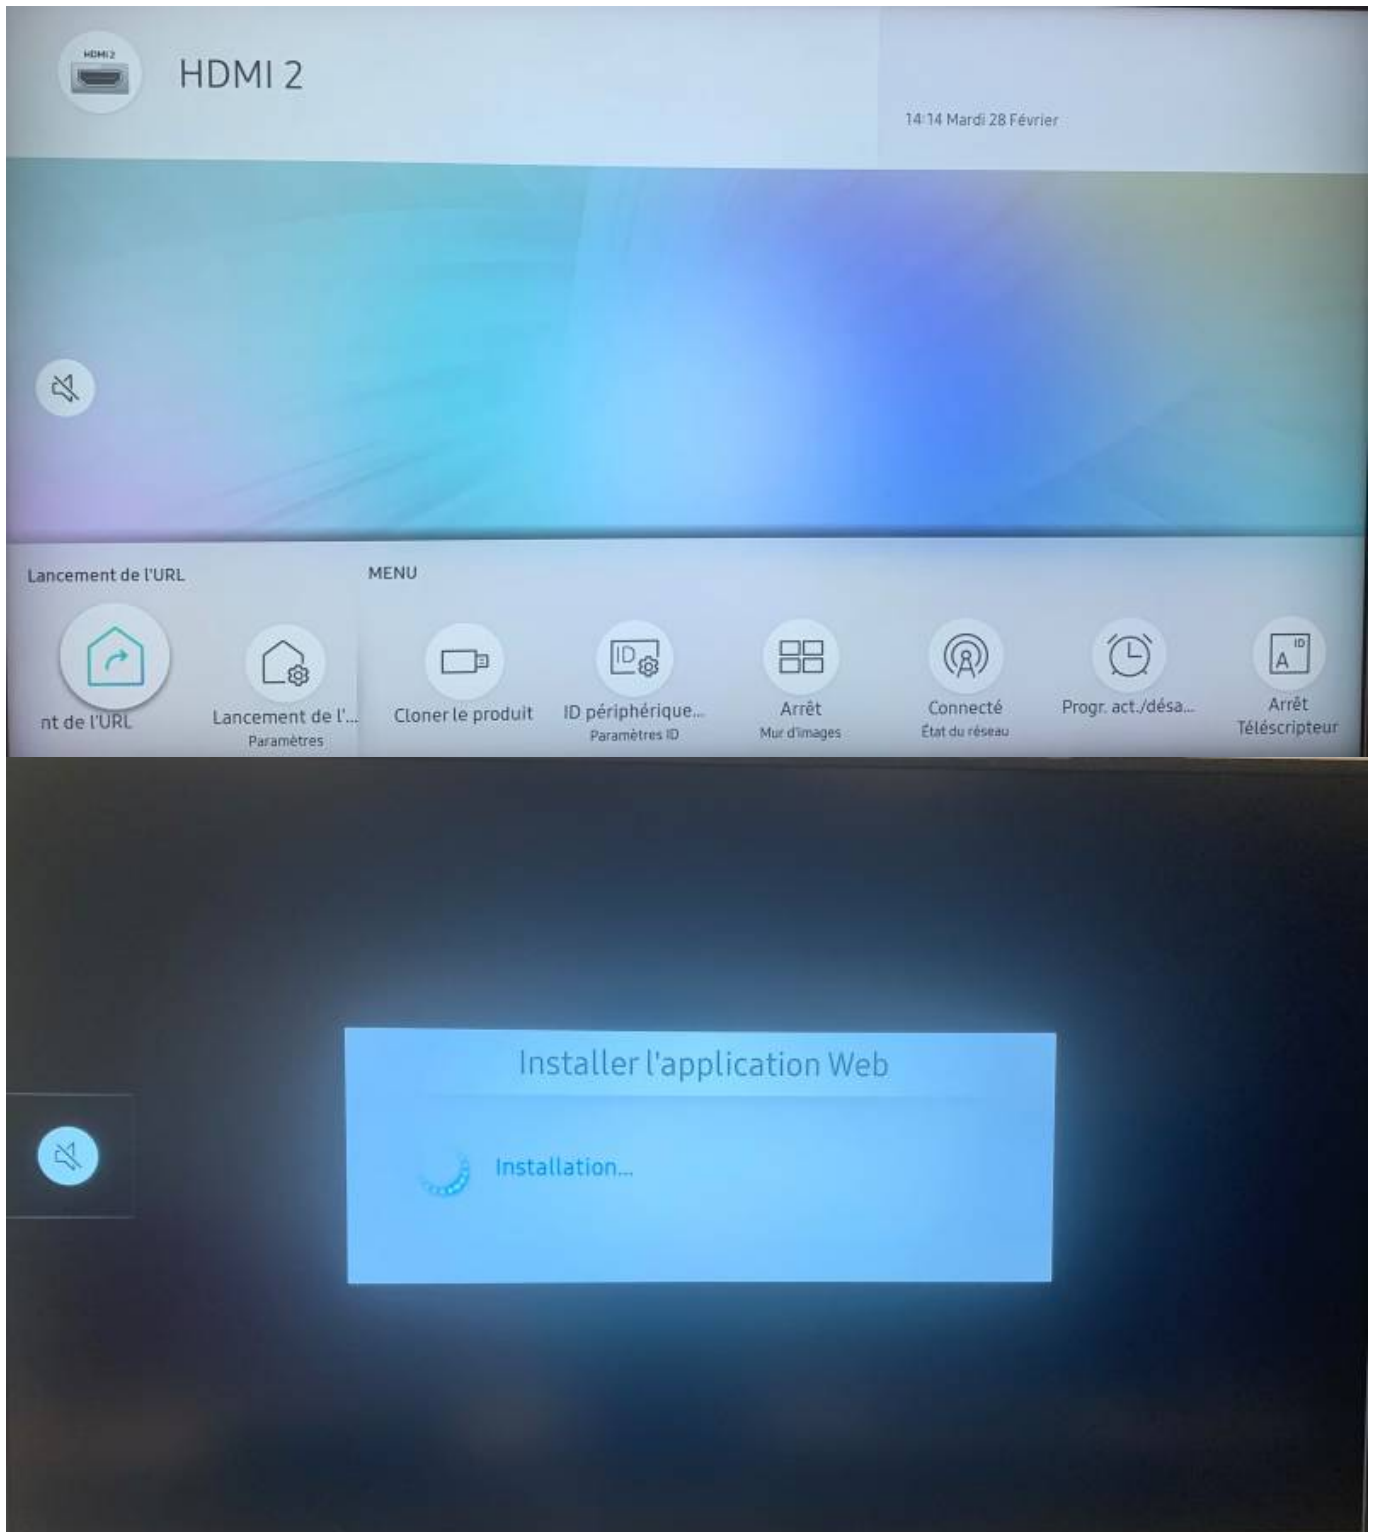 HDMI 2
HDMI 2
14:14 Mardi 28 Février
Lancement de l'URL
MENU
nt de l'URL
Lancement de l'...
Paramètres
Cloner le produit
ID
ID périphérique...
Paramètres ID
Arrêt
Mur d'images
Connecté
État du réseau
Progr. act./désa...
A ID
Arrêt
Téléscripteur
Installer l'application Web
Installation...